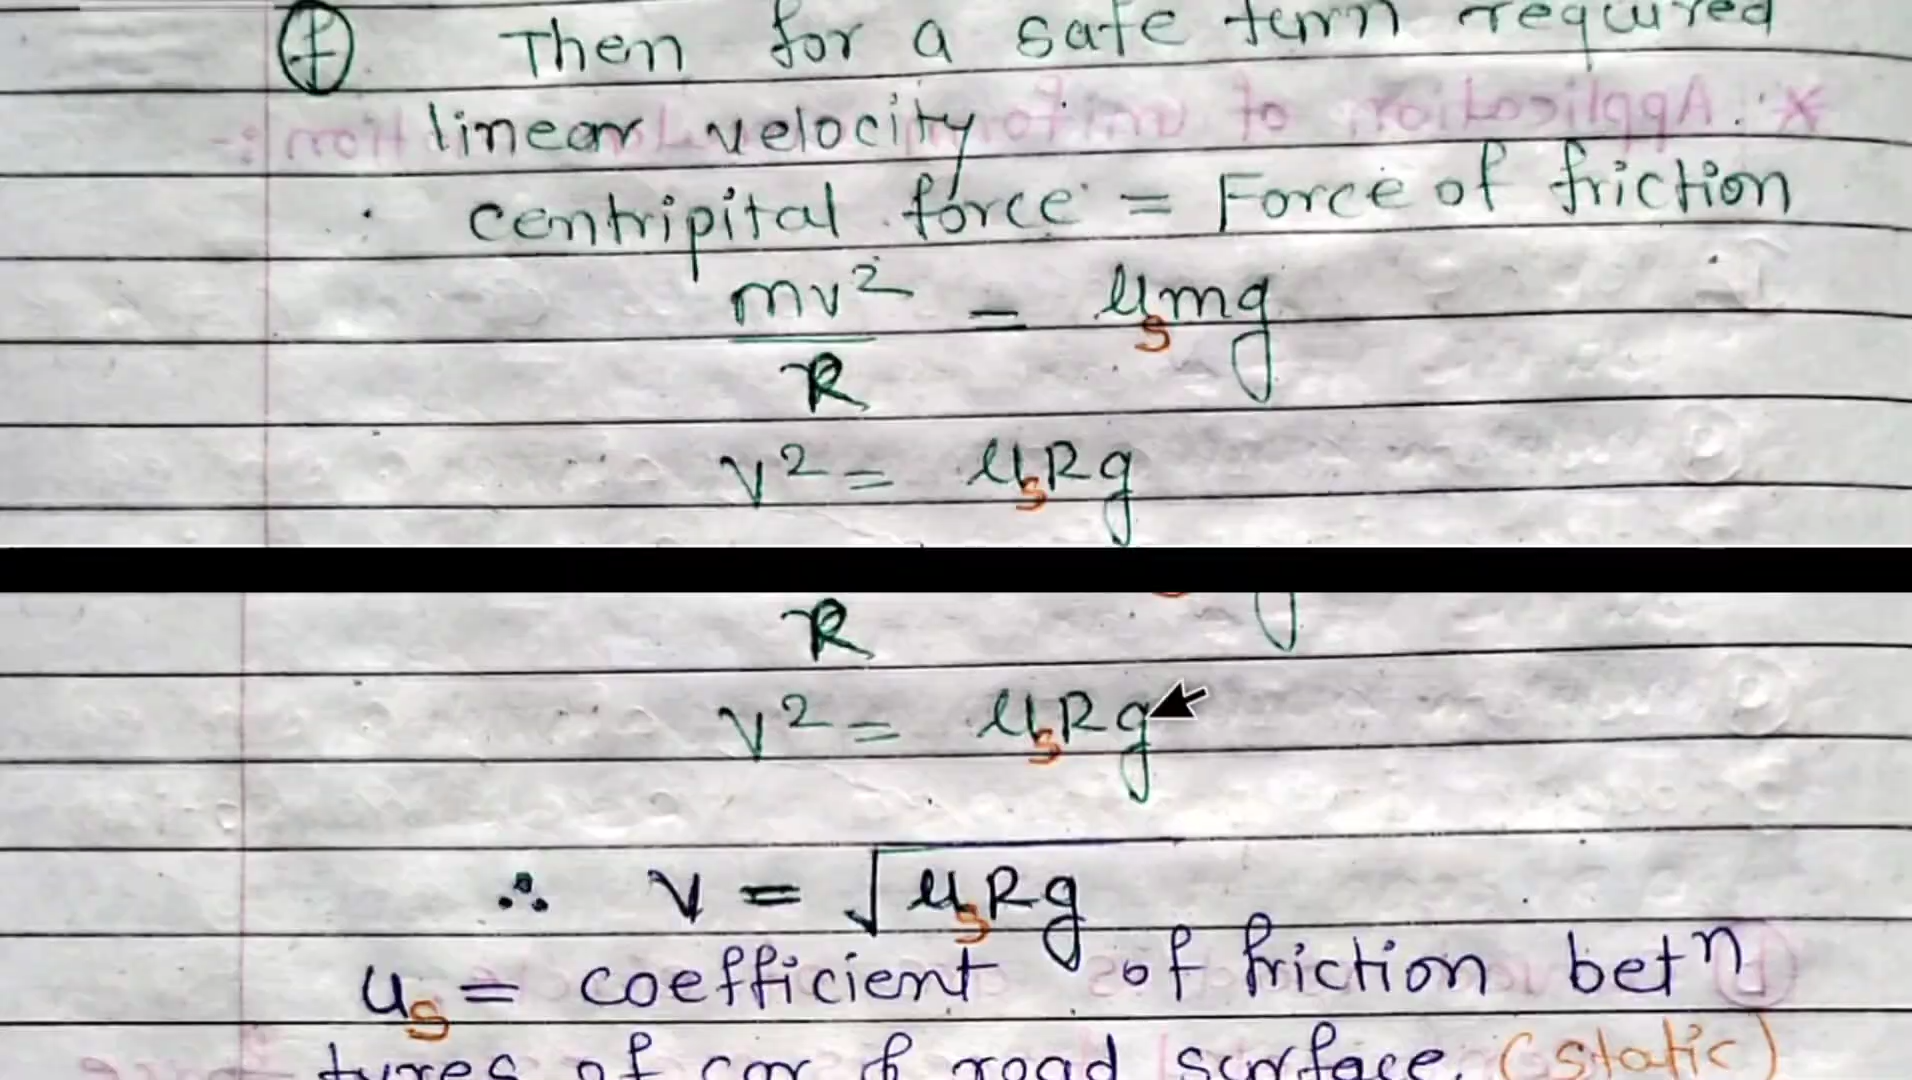 f Then for a safe turn required
linear velocity
centripital force = Force of friction
mv² = μsmg
R
v² = μsRg
R
v² = μsRg
∴ v = √μsRg
us = coefficient of friction betn
tyres of car & road surface. (static)